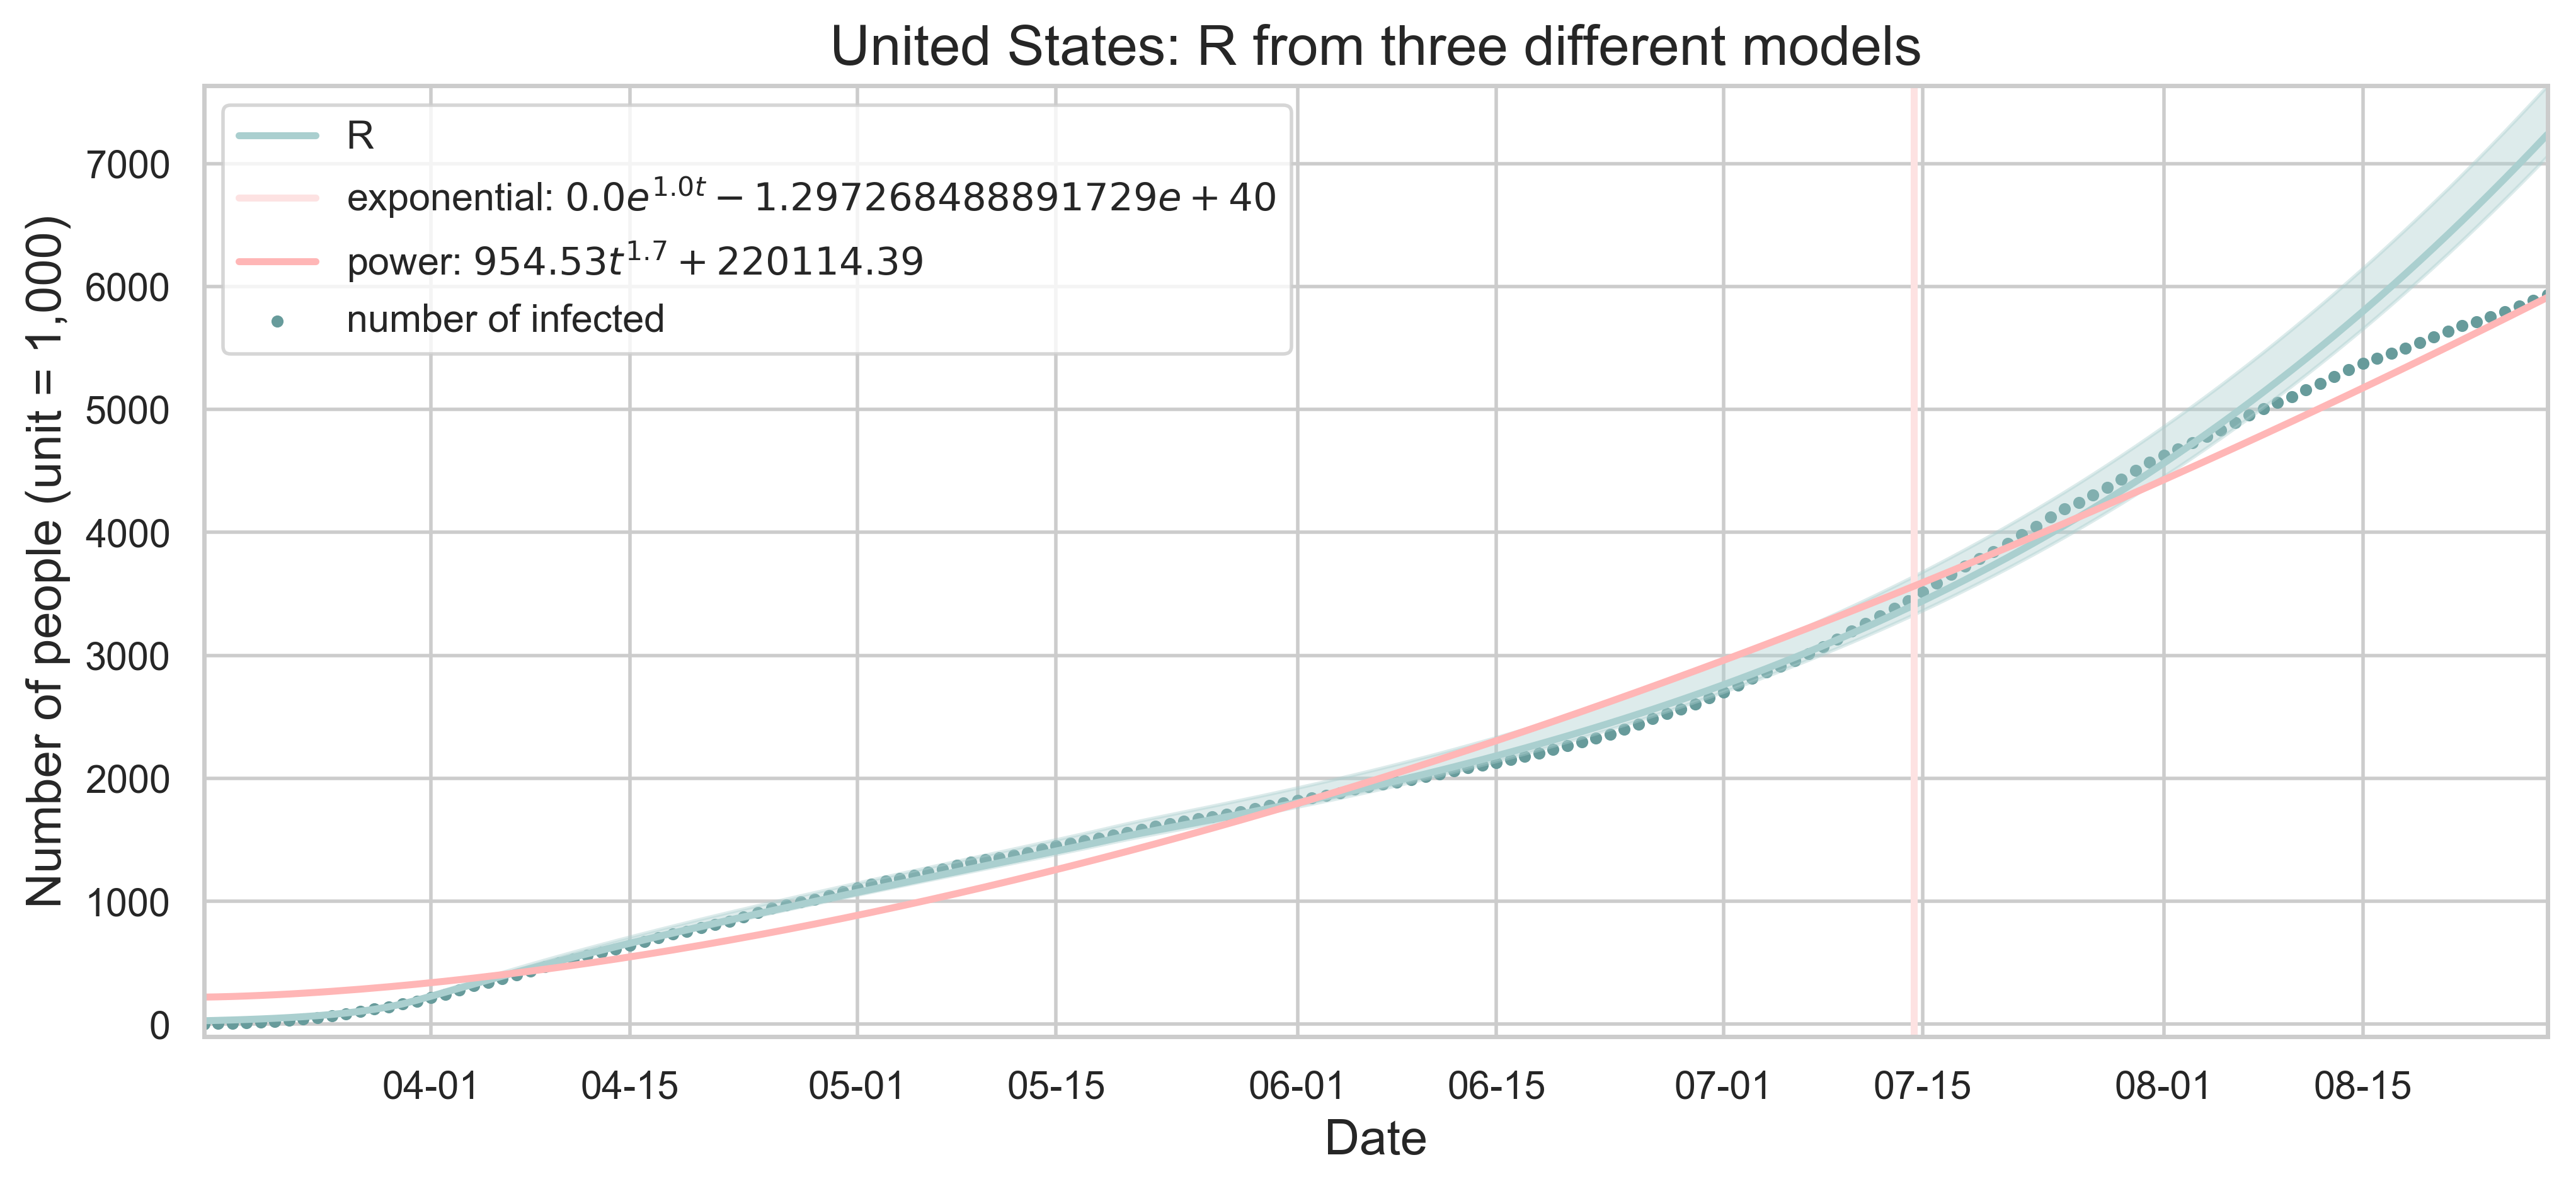 United States: R from three different models
R
exponential: 0.0e^{1.0t} − 1.2972684888891729e + 40
power: 954.53t^{1.7} + 220114.39
number of infected
Number of people (unit = 1,000)
7000
6000
5000
4000
3000
2000
1000
0
04-01 04-15 05-01 05-15 06-01 06-15 07-01 07-15 08-01 08-15
Date